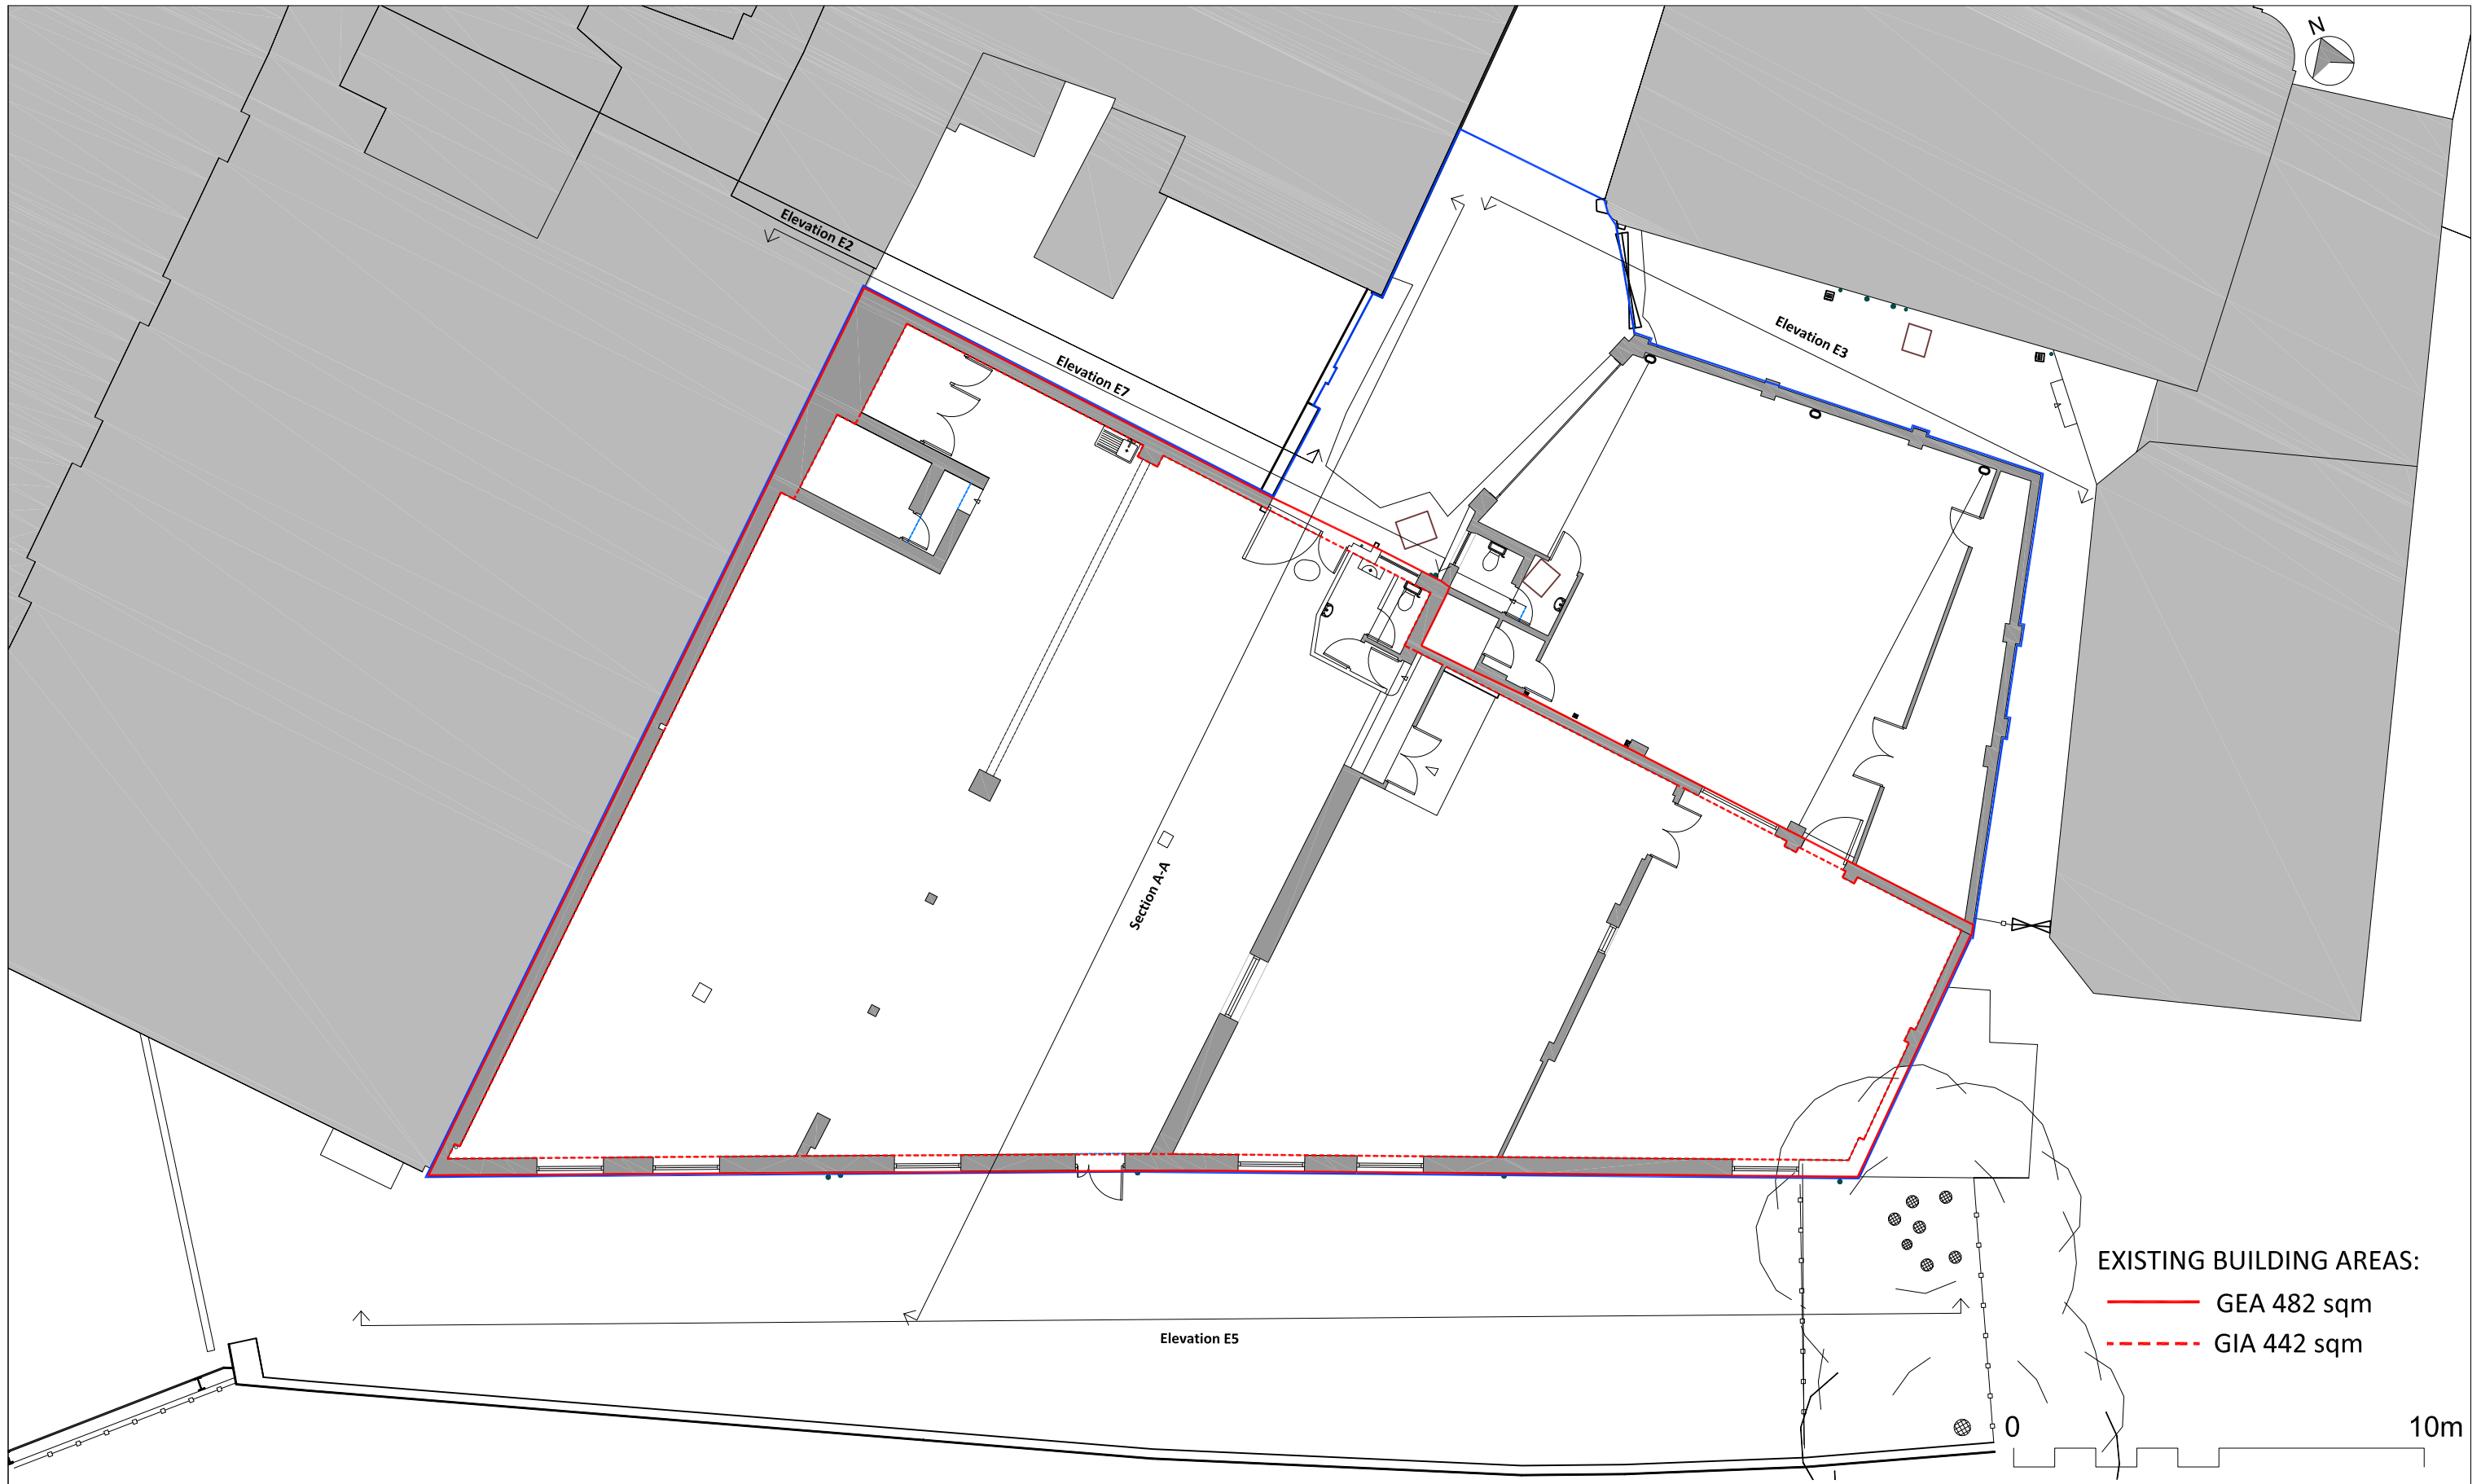 N
Elevation E2
Elevation E3
Elevation E7
Section A-A
EXISTING BUILDING AREAS:
GEA 482 sqm
GIA 442 sqm
Elevation E5
0 10m